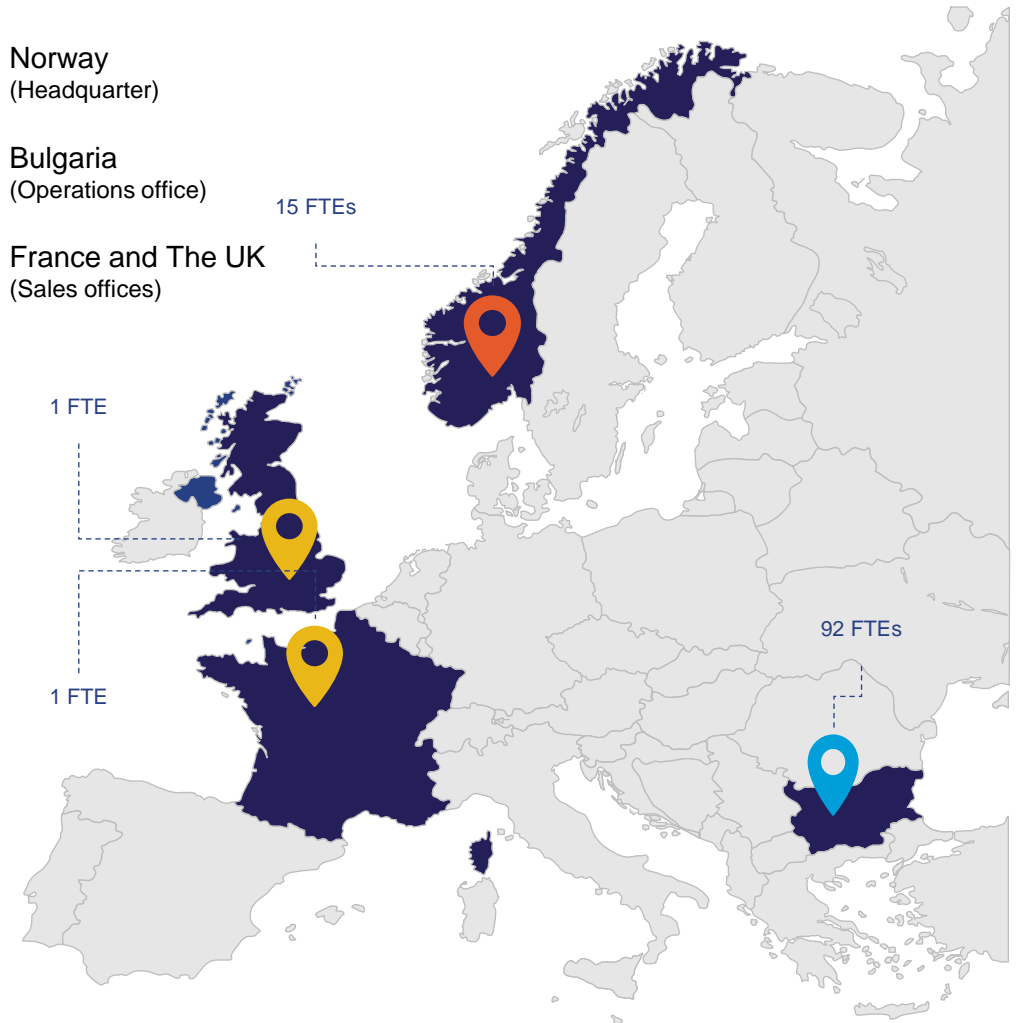 Norway
(Headquarter)
Bulgaria
(Operations office)
15 FTEs
France and The UK
(Sales offices)
1 FTE
92 FTEs
1 FTE